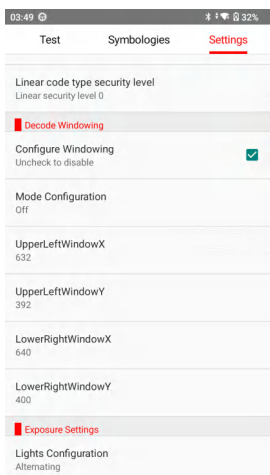 03:49 32%
Test Symbologies Settings
Linear code type security level
Linear security level 0
Decode Windowing
Configure Windowing
Uncheck to disable
Mode Configuration
Off
UpperLeftWindowX
632
UpperLeftWindowY
392
LowerRightWindowX
640
LowerRightWindowY
400
Exposure Settings
Lights Configuration
Alternating